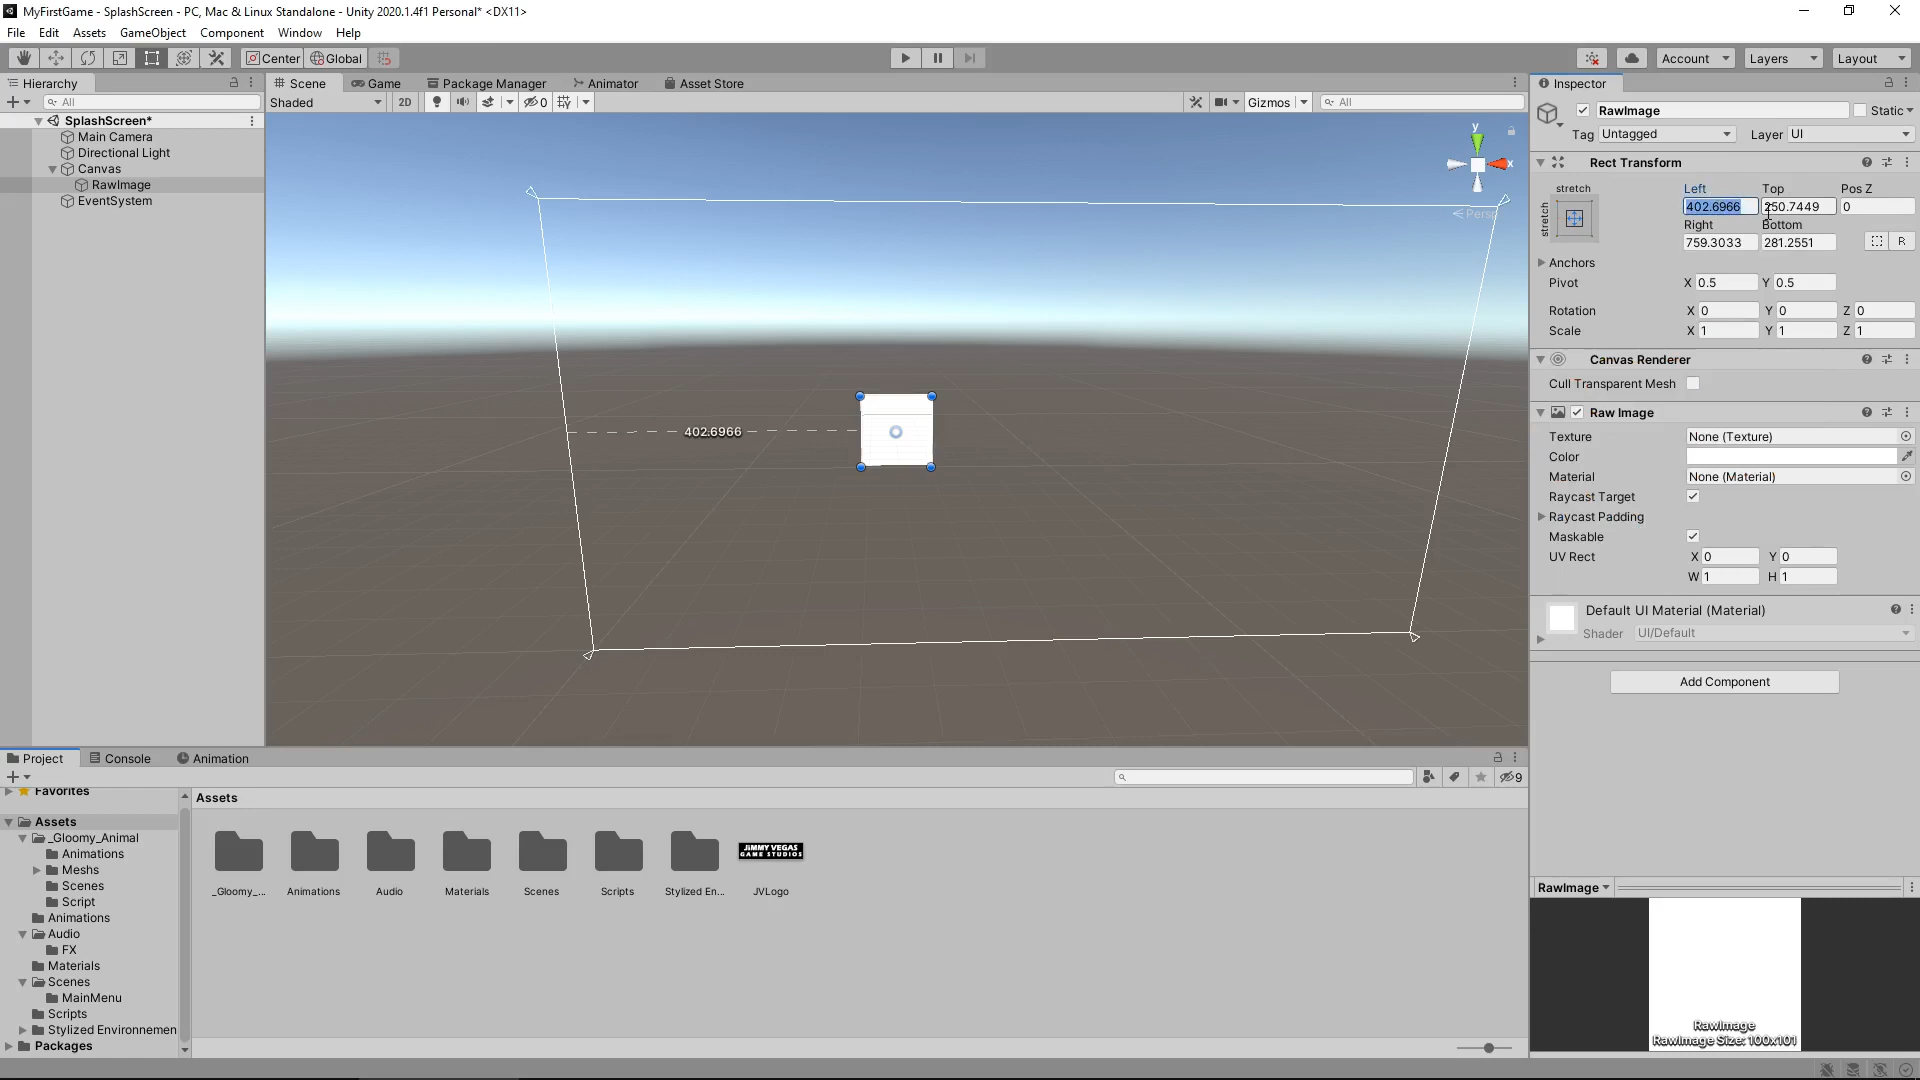 MyFirstGame - SplashScreen - PC, Mac & Linux Standalone - Unity 2020.1.4f1 Personal* <DX11>
File Edit Assets GameObject Component Window Help
Center Global
Account Layers Layout
Hierarchy
All
SplashScreen*
Main Camera
Directional Light
Canvas
RawImage
EventSystem
Scene Game Package Manager Animator Asset Store
Shaded 2D 0 Gizmos All
y
x
Persp
402.6966
Inspector
RawImage Static
Tag Untagged Layer UI
Rect Transform
stretch Left Top Pos Z
stretch 402.6966 250.7449 0
Right Bottom
759.3033 281.2551 R
Anchors
Pivot X 0.5 Y 0.5
Rotation X 0 Y 0 Z 0
Scale X 1 Y 1 Z 1
Canvas Renderer
Cull Transparent Mesh
Raw Image
Texture None (Texture)
Color
Material None (Material)
Raycast Target
Raycast Padding
Maskable
UV Rect X 0 Y 0
W 1 H 1
Default UI Material (Material)
Shader UI/Default
Add Component
RawImage
RawImage
RawImage Size: 100x101
Project Console Animation
9
Favorites
Assets
_Gloomy_Animal
Animations
Meshs
Scenes
Script
Animations
Audio
FX
Materials
Scenes
MainMenu
Scripts
Stylized Environnemen
Packages
Assets
JIMMY VEGAS
GAME STUDIOS
_Gloomy_... Animations Audio Materials Scenes Scripts Stylized En... JVLogo